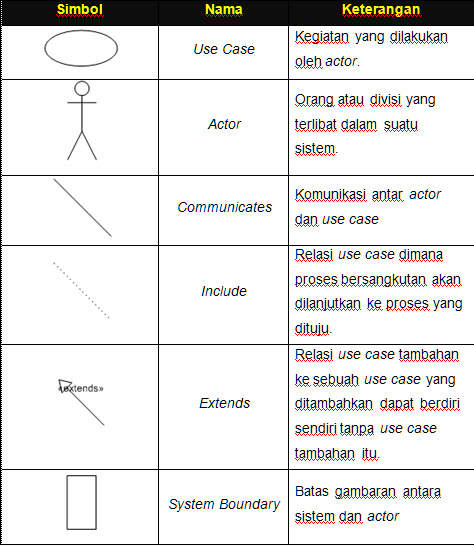 Simbol Nama Keterangan
Use Case
Kegiatan yang dilakukan
oleh actor.
Actor
Orang atau divisi yang
terlibat dalam suatu
sistem.
Communicates
Komunikasi antar actor
dan use case
Include
Relasi use case dimana
proses bersangkutan akan
dilanjutkan ke proses yang
dituju.
«extends»
Extends
Relasi use case tambahan
ke sebuah use case yang
ditambahkan dapat berdiri
sendiri tanpa use case
tambahan itu.
System Boundary
Batas gambaran antara
sistem dan actor